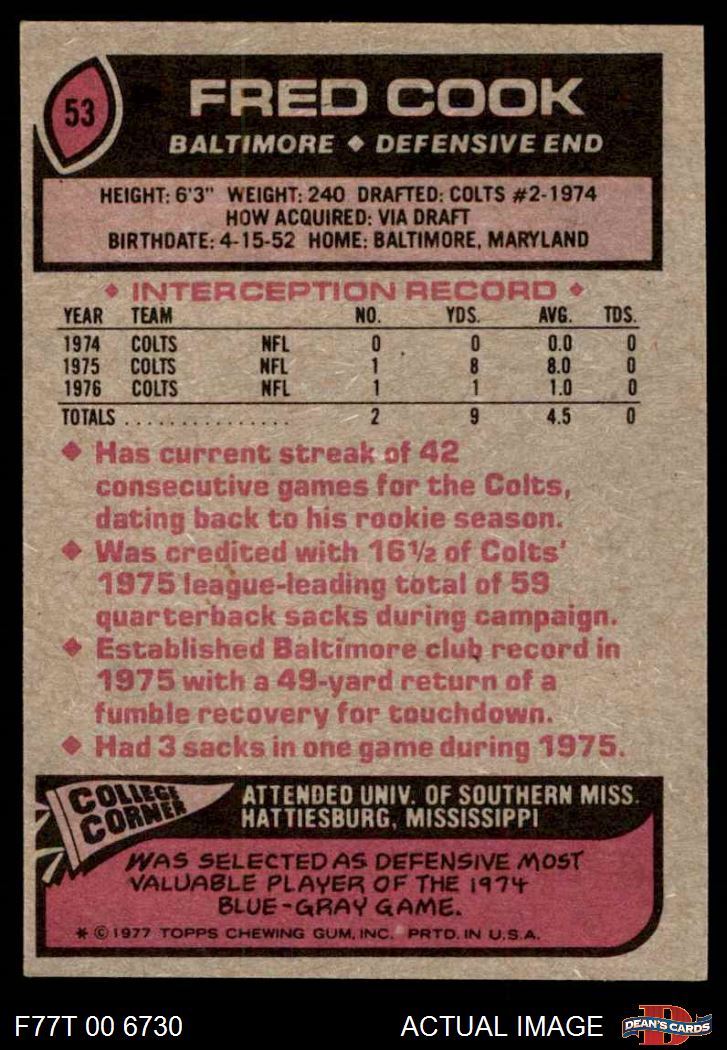 53
FRED COOK
BALTIMORE ◆ DEFENSIVE END
HEIGHT: 6'3" WEIGHT: 240 DRAFTED: COLTS #2-1974
HOW ACQUIRED: VIA DRAFT
BIRTHDATE: 4-15-52 HOME: BALTIMORE, MARYLAND
◆ INTERCEPTION RECORD ◆
YEAR TEAM NO. YDS. AVG. TDS.
1974 COLTS NFL 0 0 0.0 0
1975 COLTS NFL 1 8 8.0 0
1976 COLTS NFL 1 1 1.0 0
TOTALS . . . . . . . . . . . . . . . 2 9 4.5 0
◆ Has current streak of 42
consecutive games for the Colts,
dating back to his rookie season.
◆ Was credited with 16½ of Colts'
1975 league-leading total of 59
quarterback sacks during campaign.
◆ Established Baltimore club record in
1975 with a 49-yard return of a
fumble recovery for touchdown.
◆ Had 3 sacks in one game during 1975.
COLLEGE
CORNER
ATTENDED UNIV. OF SOUTHERN MISS.
HATTIESBURG, MISSISSIPPI
WAS SELECTED AS DEFENSIVE MOST
VALUABLE PLAYER OF THE 1974
BLUE-GRAY GAME.
* © 1977 TOPPS CHEWING GUM, INC. PRTD. IN U.S.A.
F77T 00 6730 ACTUAL IMAGE
D
DEAN'S CARDS